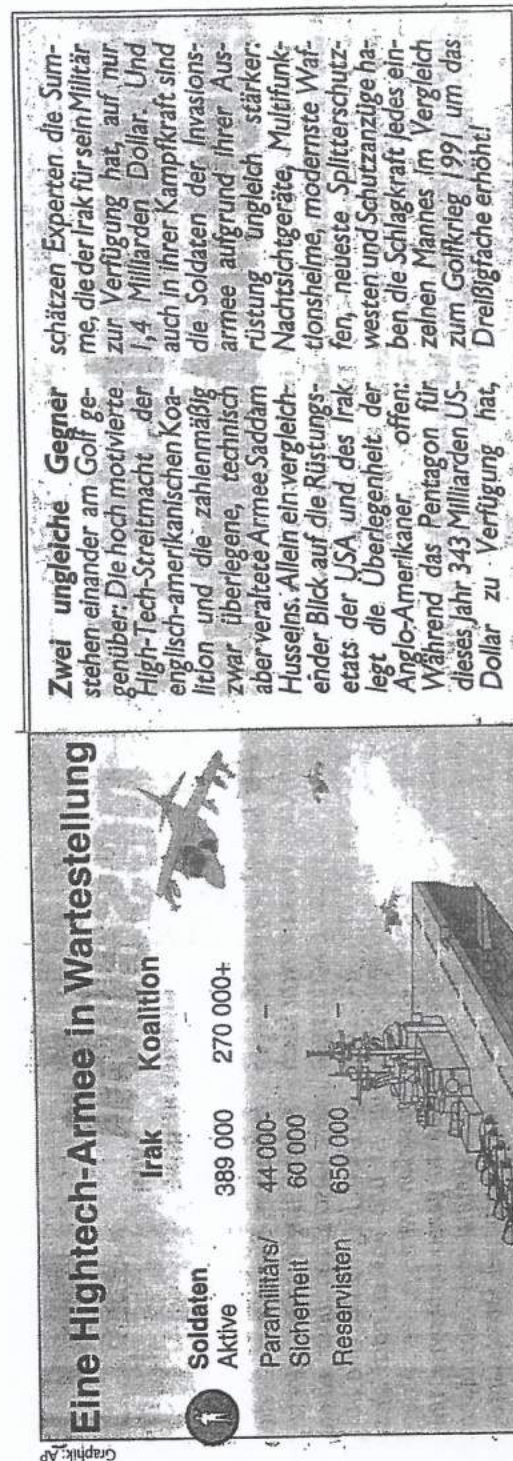 Eine Hightech-Armee in Wartestellung
Irak Koalition
Soldaten
Aktive 389 000 270 000+
Paramilitärs/ 44 000- –
Sicherheit 60 000
Reservisten 650 000 –
Graphik: AP
Zwei ungleiche Gegner
stehen einander am Golf ge-
genüber: Die hoch motivierte
High-Tech-Streitmacht der
englisch-amerikanischen Koa-
lition und die zahlenmäßig
zwar überlegene, technisch
aber veraltete Armee Saddam
Husseins. Allein ein vergleich-
ender Blick auf die Rüstungs-
etats der USA und des Irak
legt die Überlegenheit der
Anglo-Amerikaner offen:
Während das Pentagon für
dieses Jahr 343 Milliarden US-
Dollar zu Verfügung hat,
schätzen Experten die Sum-
me, die der Irak für sein Militär
zur Verfügung hat, auf nur
1,4 Milliarden Dollar. Und
auch in ihrer Kampfkraft sind
die Soldaten der Invasions-
armee aufgrund ihrer Aus-
rüstung ungleich stärker:
Nachtsichtgeräte, Multifunk-
tionshelme, modernste Waf-
fen, neueste Splitterschutz-
westen und Schutzanzüge ha-
ben die Schlagkraft jedes ein-
zelnen Mannes im Vergleich
zum Golfkrieg 1991 um das
Dreißigfache erhöht!